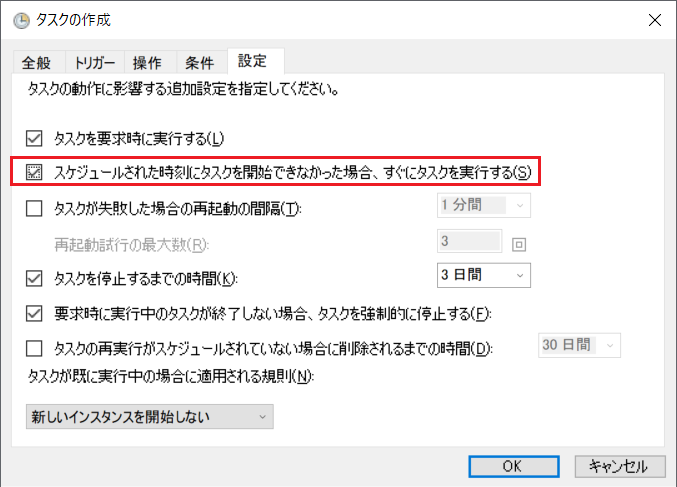 タスクの作成
全般 トリガー 操作 条件 設定
タスクの動作に影響する追加設定を指定してください。
タスクを要求時に実行する(L)
スケジュールされた時刻にタスクを開始できなかった場合、すぐにタスクを実行する(S)
タスクが失敗した場合の再起動の間隔(T): 1 分間
再起動試行の最大数(R): 3 回
タスクを停止するまでの時間(K): 3 日間
要求時に実行中のタスクが終了しない場合、タスクを強制的に停止する(F):
タスクの再実行がスケジュールされていない場合に削除されるまでの時間(D): 30 日間
タスクが既に実行中の場合に適用される規則(N):
新しいインスタンスを開始しない
OK キャンセル